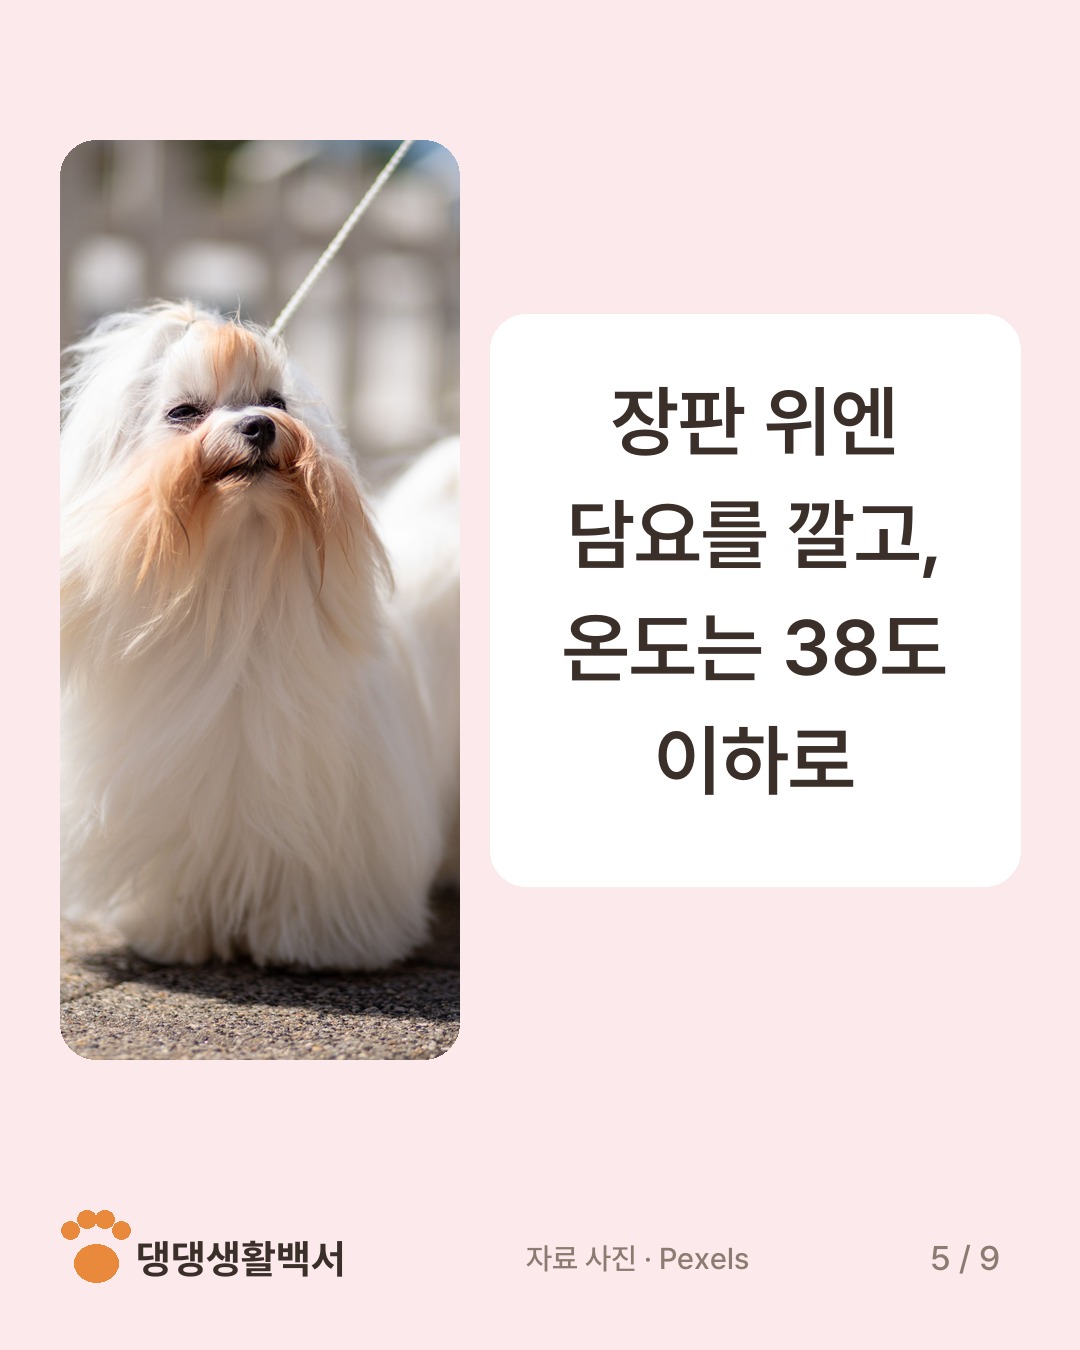 장판 위엔
담요를 깔고,
온도는 38도
이하로
댕댕생활백서
자료 사진 · Pexels
5 / 9